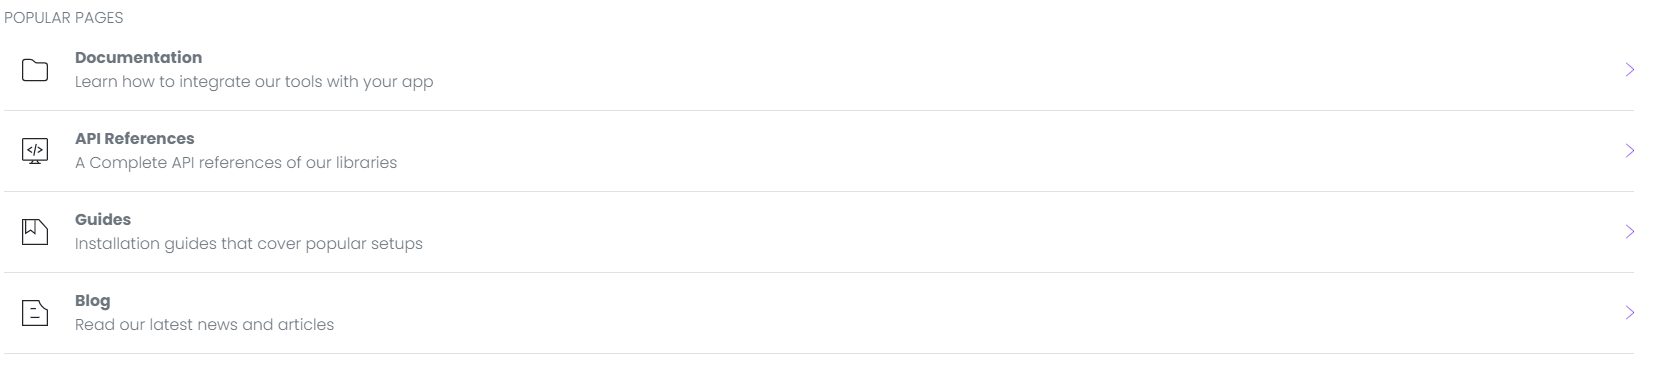 POPULAR PAGES
Documentation
Learn how to integrate our tools with your app
API References
A Complete API references of our libraries
Guides
Installation guides that cover popular setups
Blog
Read our latest news and articles